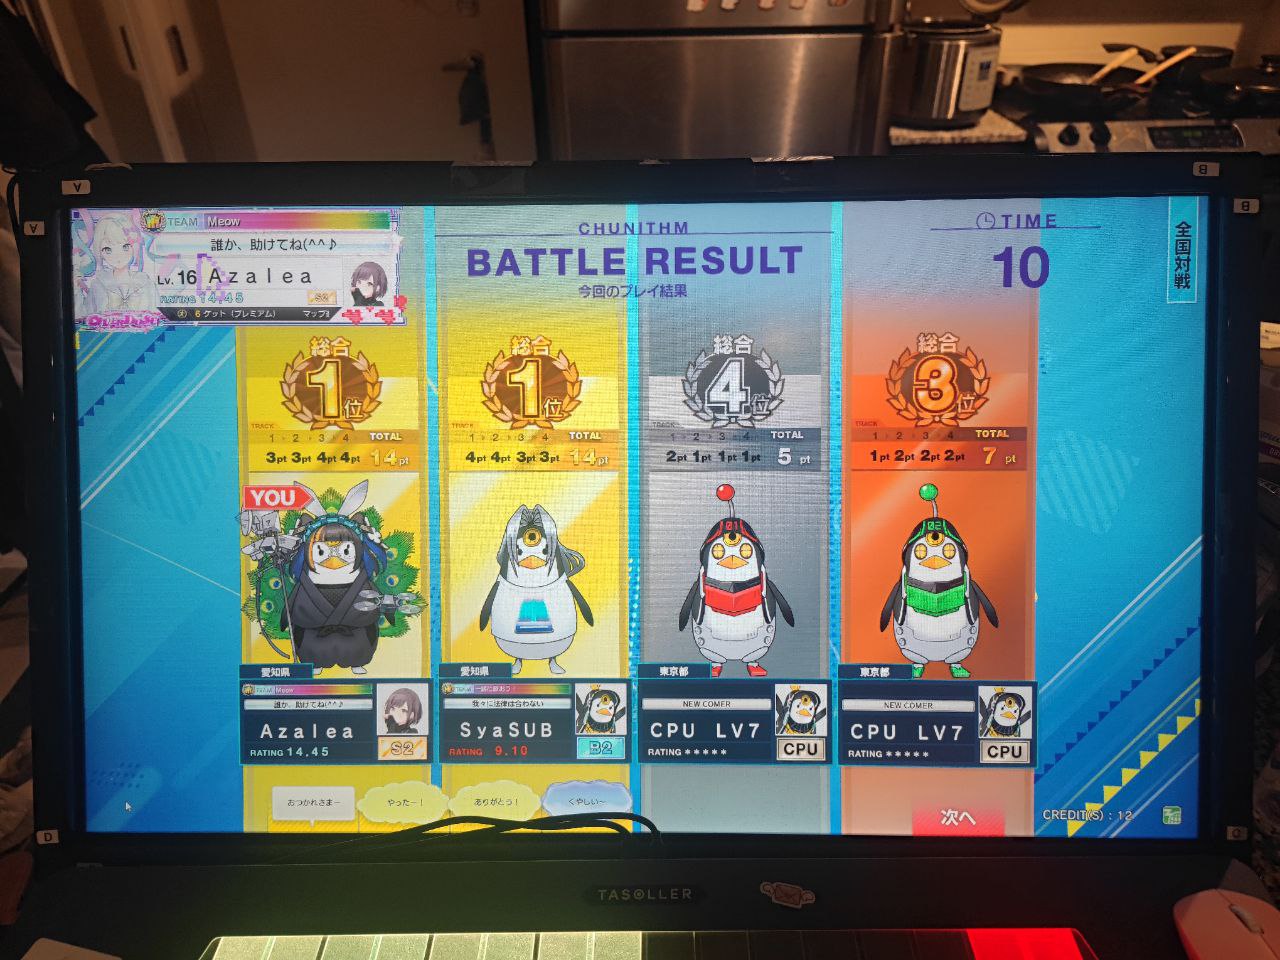 A
B
A
B
TEAM Meow
誰か、助けてね(^^♪
Lv. 16 Azalea
RATING 14.45 S2
CHUNITHM
BATTLE RESULT
今回のプレイ結果
TIME
10
全国対戦
総合 1位
TRACK
1 2 3 4 TOTAL
3pt 3pt 4pt 4pt 14pt
総合 1位
TRACK
1 2 3 4 TOTAL
4pt 4pt 3pt 3pt 14pt
総合 4位
TRACK
1 2 3 4 TOTAL
2pt 1pt 1pt 1pt 5pt
総合 3位
TRACK
1 2 3 4 TOTAL
1pt 2pt 2pt 2pt 7pt
YOU
01
02
愛知県
TEAM Meow
誰か、助けてね(^^♪
Azalea
RATING 14.45
S2
愛知県
TEAM
我々に法律は合わない
SyaSUB
RATING 9.10
B2
東京都
NEW COMER
CPU LV7
RATING *****
CPU
東京都
NEW COMER
CPU LV7
RATING *****
CPU
おつかれさまー
やったー!
ありがとう!
くやしい〜
次へ
CREDIT(S) : 12
D
C
TASOLLER